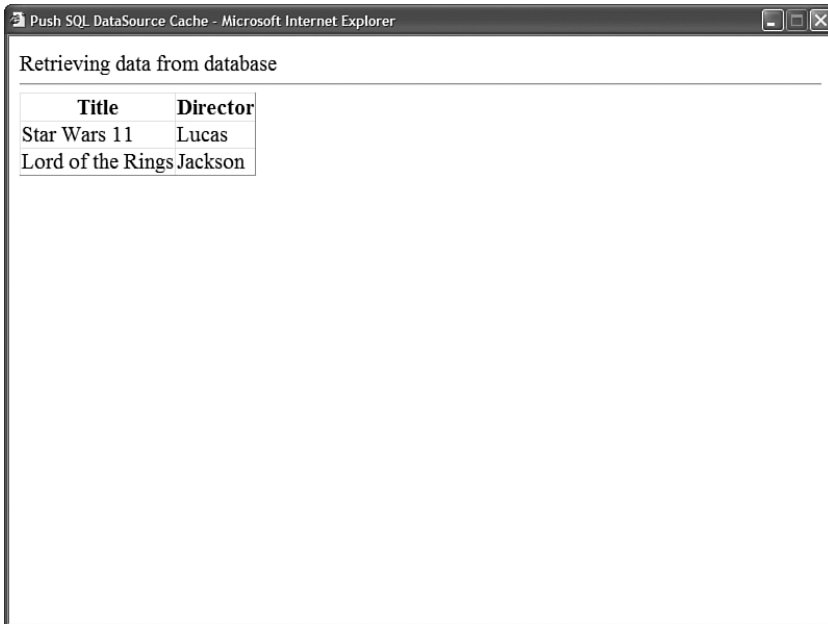 Push SQL DataSource Cache - Microsoft Internet Explorer
Retrieving data from database
Title Director
Star Wars 11 Lucas
Lord of the Rings Jackson